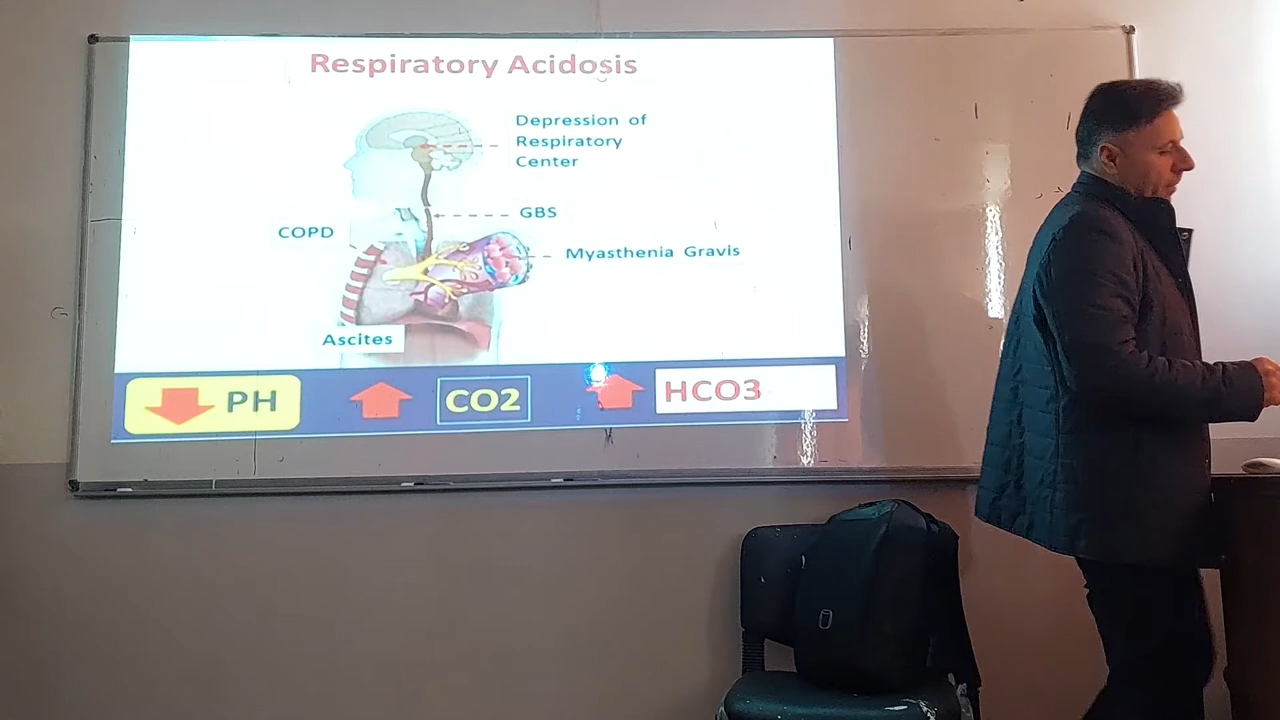 Respiratory Acidosis
Depression of
Respiratory
Center
GBS
COPD
Myasthenia Gravis
Ascites
PH
CO2
HCO3